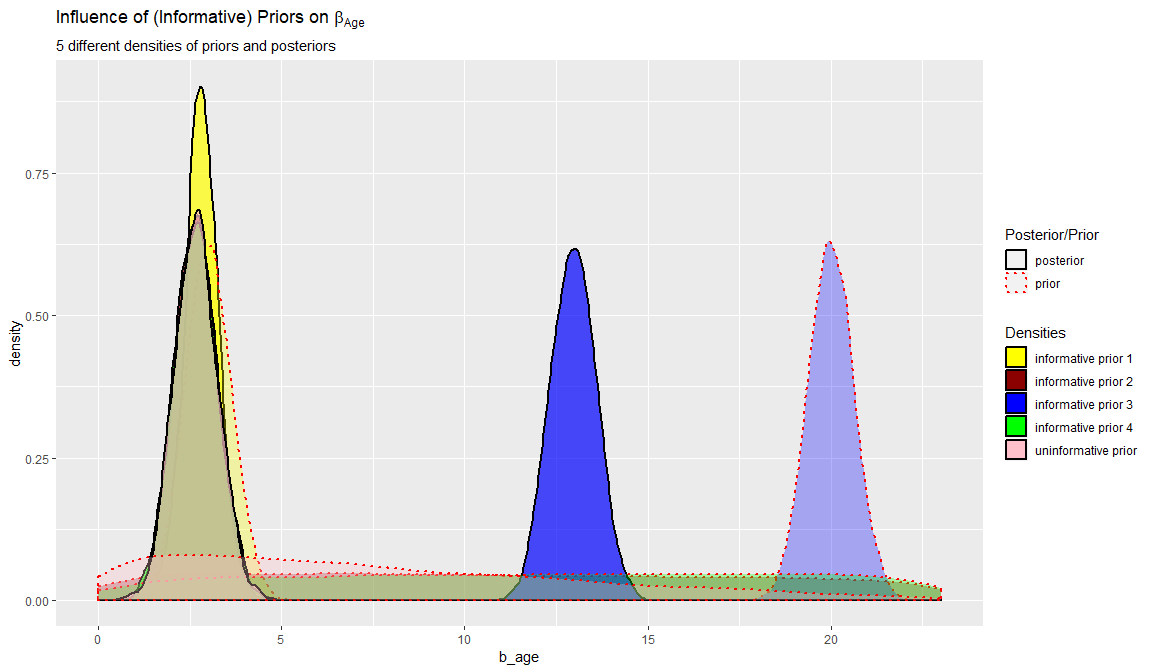 Influence of (Informative) Priors on βAge
5 different densities of priors and posteriors
density
0.75
0.50
0.25
0.00
0
5
10
15
20
b_age
Posterior/Prior
posterior
prior
Densities
informative prior 1
informative prior 2
informative prior 3
informative prior 4
uninformative prior